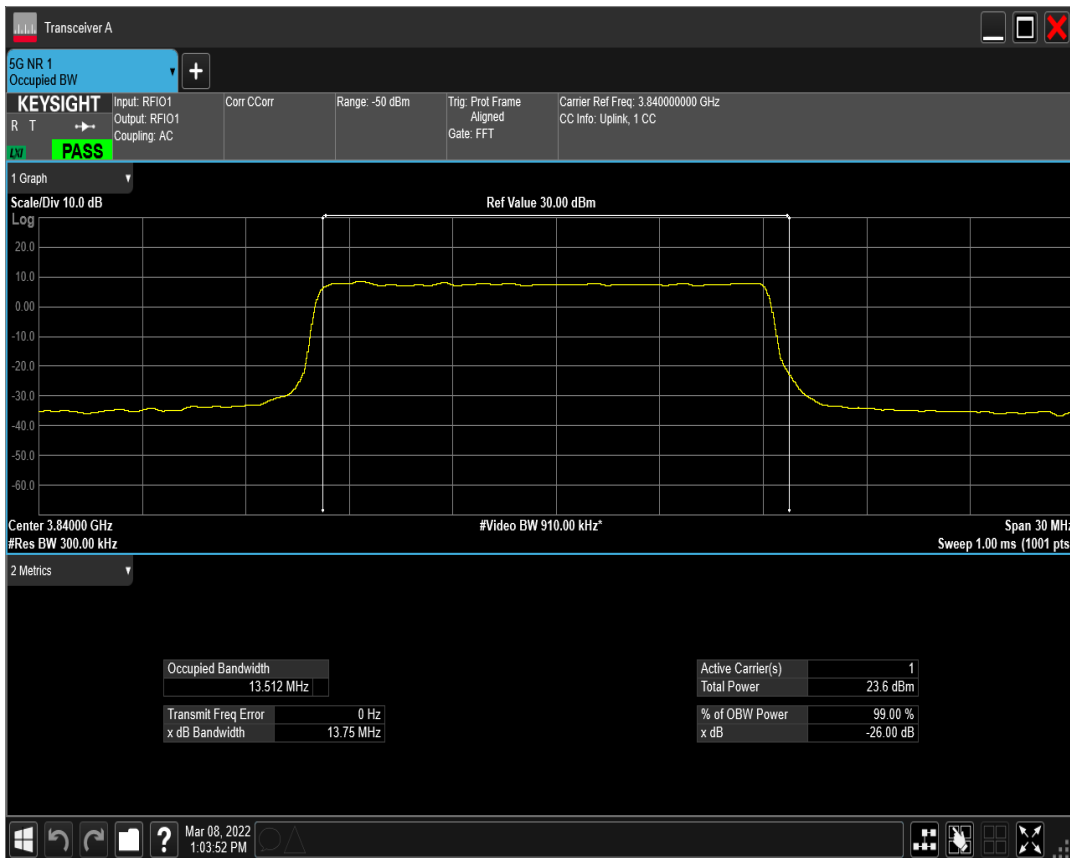 Transceiver A
5G NR 1
Occupied BW
+
KEYSIGHT
R T
LXI
PASS
Input: RFIO1
Output: RFIO1
Coupling: AC
Corr CCorr
Range: -50 dBm
Trig: Prot Frame
Aligned
Gate: FFT
Carrier Ref Freq: 3.840000000 GHz
CC Info: Uplink, 1 CC
1 Graph
Scale/Div 10.0 dB
Ref Value 30.00 dBm
Log
20.0
10.0
0.00
-10.0
-20.0
-30.0
-40.0
-50.0
-60.0
Center 3.84000 GHz
#Video BW 910.00 kHz*
Span 30 MHz
#Res BW 300.00 kHz
Sweep 1.00 ms (1001 pts
2 Metrics
Occupied Bandwidth
13.512 MHz
Transmit Freq Error 0 Hz
x dB Bandwidth 13.75 MHz
Active Carrier(s) 1
Total Power 23.6 dBm
% of OBW Power 99.00 %
x dB -26.00 dB
?
Mar 08, 2022
1:03:52 PM